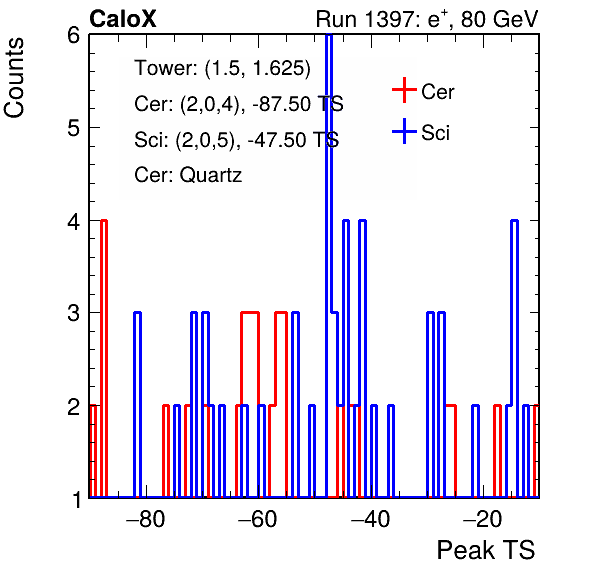 CaloX Run 1397: e⁺, 80 GeV
Counts
6
5
4
3
2
1
Tower: (1.5, 1.625)
Cer: (2,0,4), -87.50 TS
Sci: (2,0,5), -47.50 TS
Cer: Quartz
Cer
Sci
−80 −60 −40 −20
Peak TS